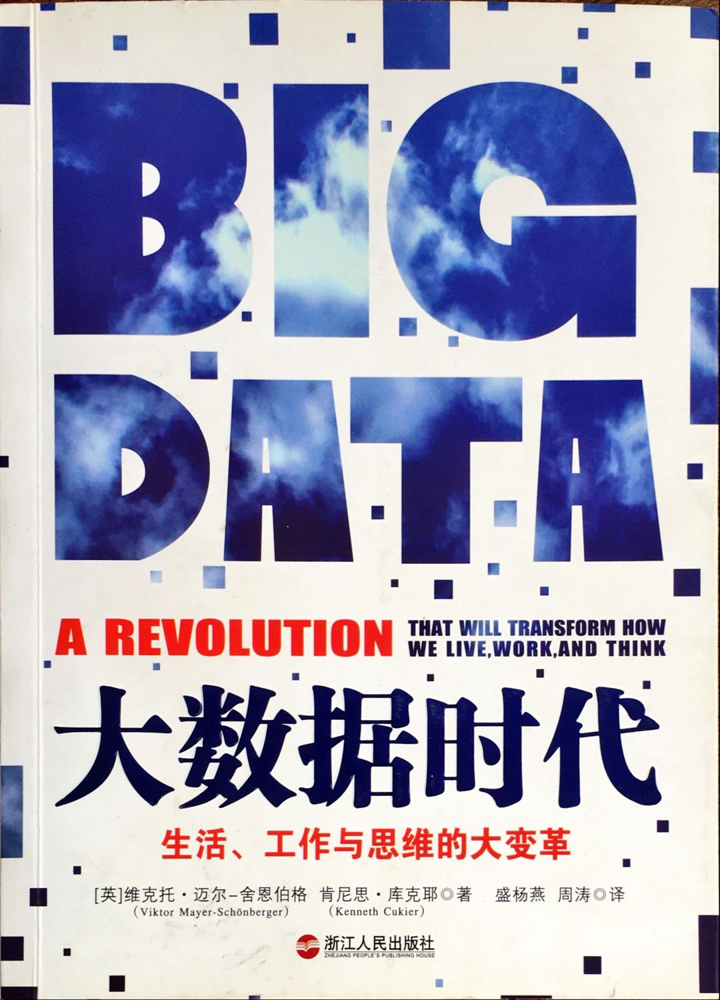 BIG
DATA
A REVOLUTION THAT WILL TRANSFORM HOW
WE LIVE,WORK,AND THINK
大数据时代
生活、工作与思维的大变革
[英]维克托·迈尔-舍恩伯格 肯尼思·库克耶◎著 盛杨燕 周涛◎译
(Viktor Mayer-Schönberger) (Kenneth Cukier)
浙江人民出版社
ZHEJIANG PEOPLE'S PUBLISHING HOUSE